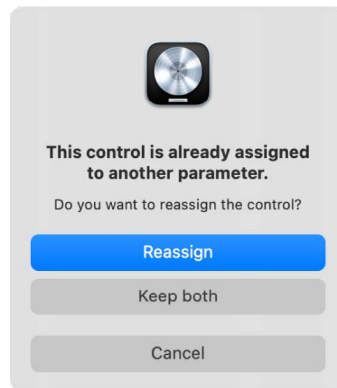 This control is already assigned
to another parameter.
Do you want to reassign the control?
Reassign
Keep both
Cancel